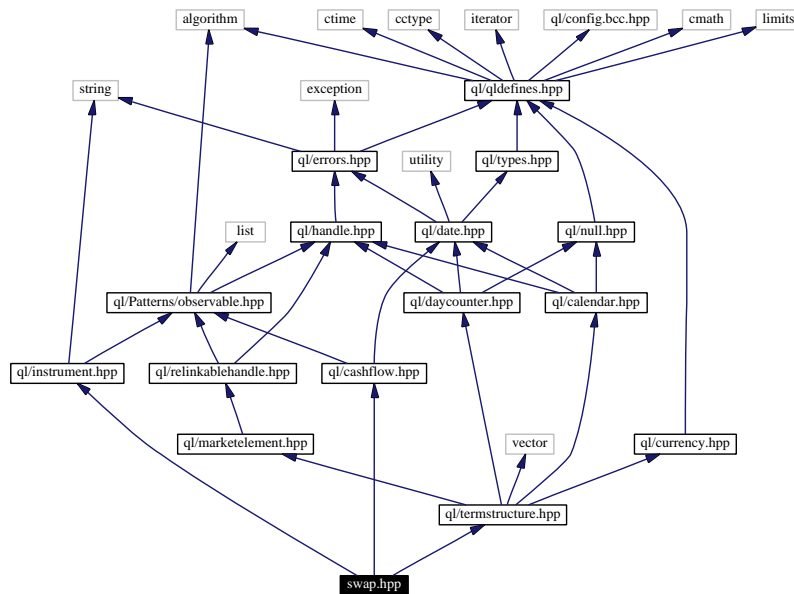 algorithm
ctime
cctype
iterator
ql/config.bcc.hpp
cmath
limits
string
exception
ql/qldefines.hpp
ql/errors.hpp
utility
ql/types.hpp
list
ql/handle.hpp
ql/date.hpp
ql/null.hpp
ql/Patterns/observable.hpp
ql/daycounter.hpp
ql/calendar.hpp
ql/instrument.hpp
ql/relinkablehandle.hpp
ql/cashflow.hpp
ql/marketelement.hpp
vector
ql/currency.hpp
ql/termstructure.hpp
swap.hpp